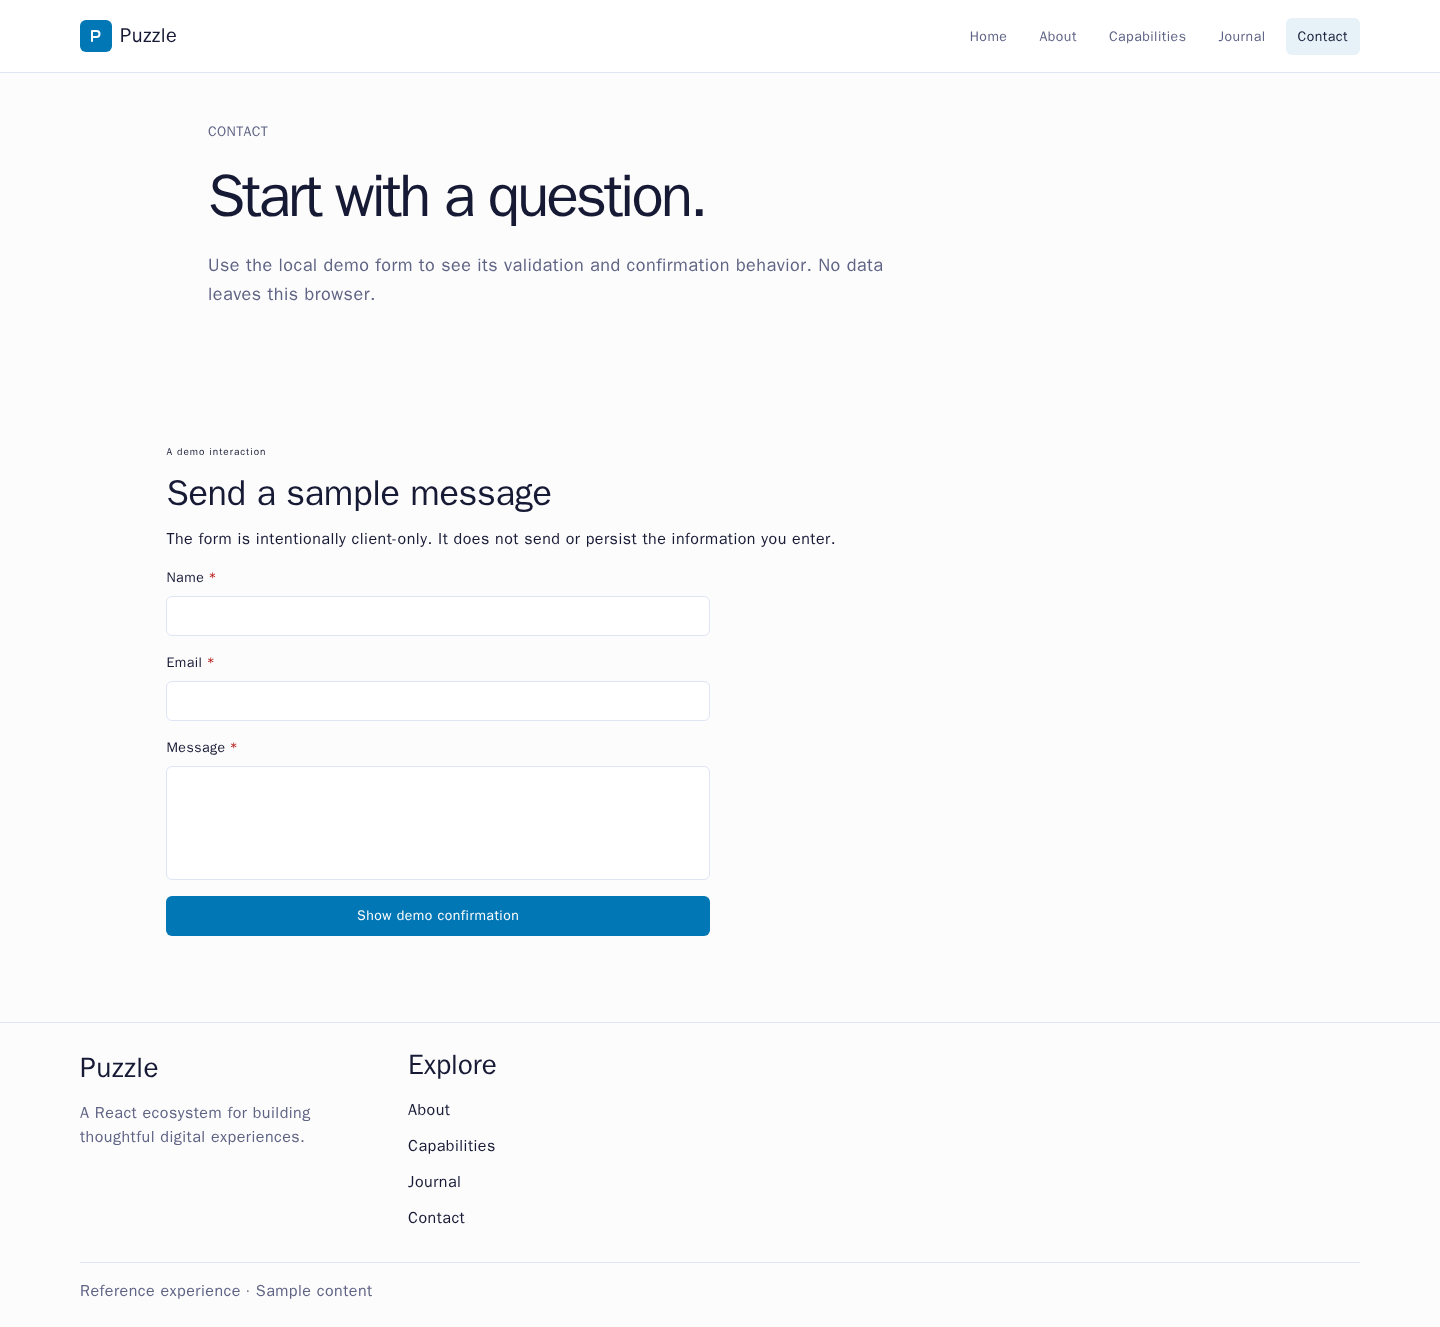 P Puzzle
Home About Capabilities Journal Contact
CONTACT
Start with a question.
Use the local demo form to see its validation and confirmation behavior. No data
leaves this browser.
A demo interaction
Send a sample message
The form is intentionally client-only. It does not send or persist the information you enter.
Name *
Email *
Message *
Show demo confirmation
Puzzle
A React ecosystem for building
thoughtful digital experiences.
Explore
About
Capabilities
Journal
Contact
Reference experience · Sample content